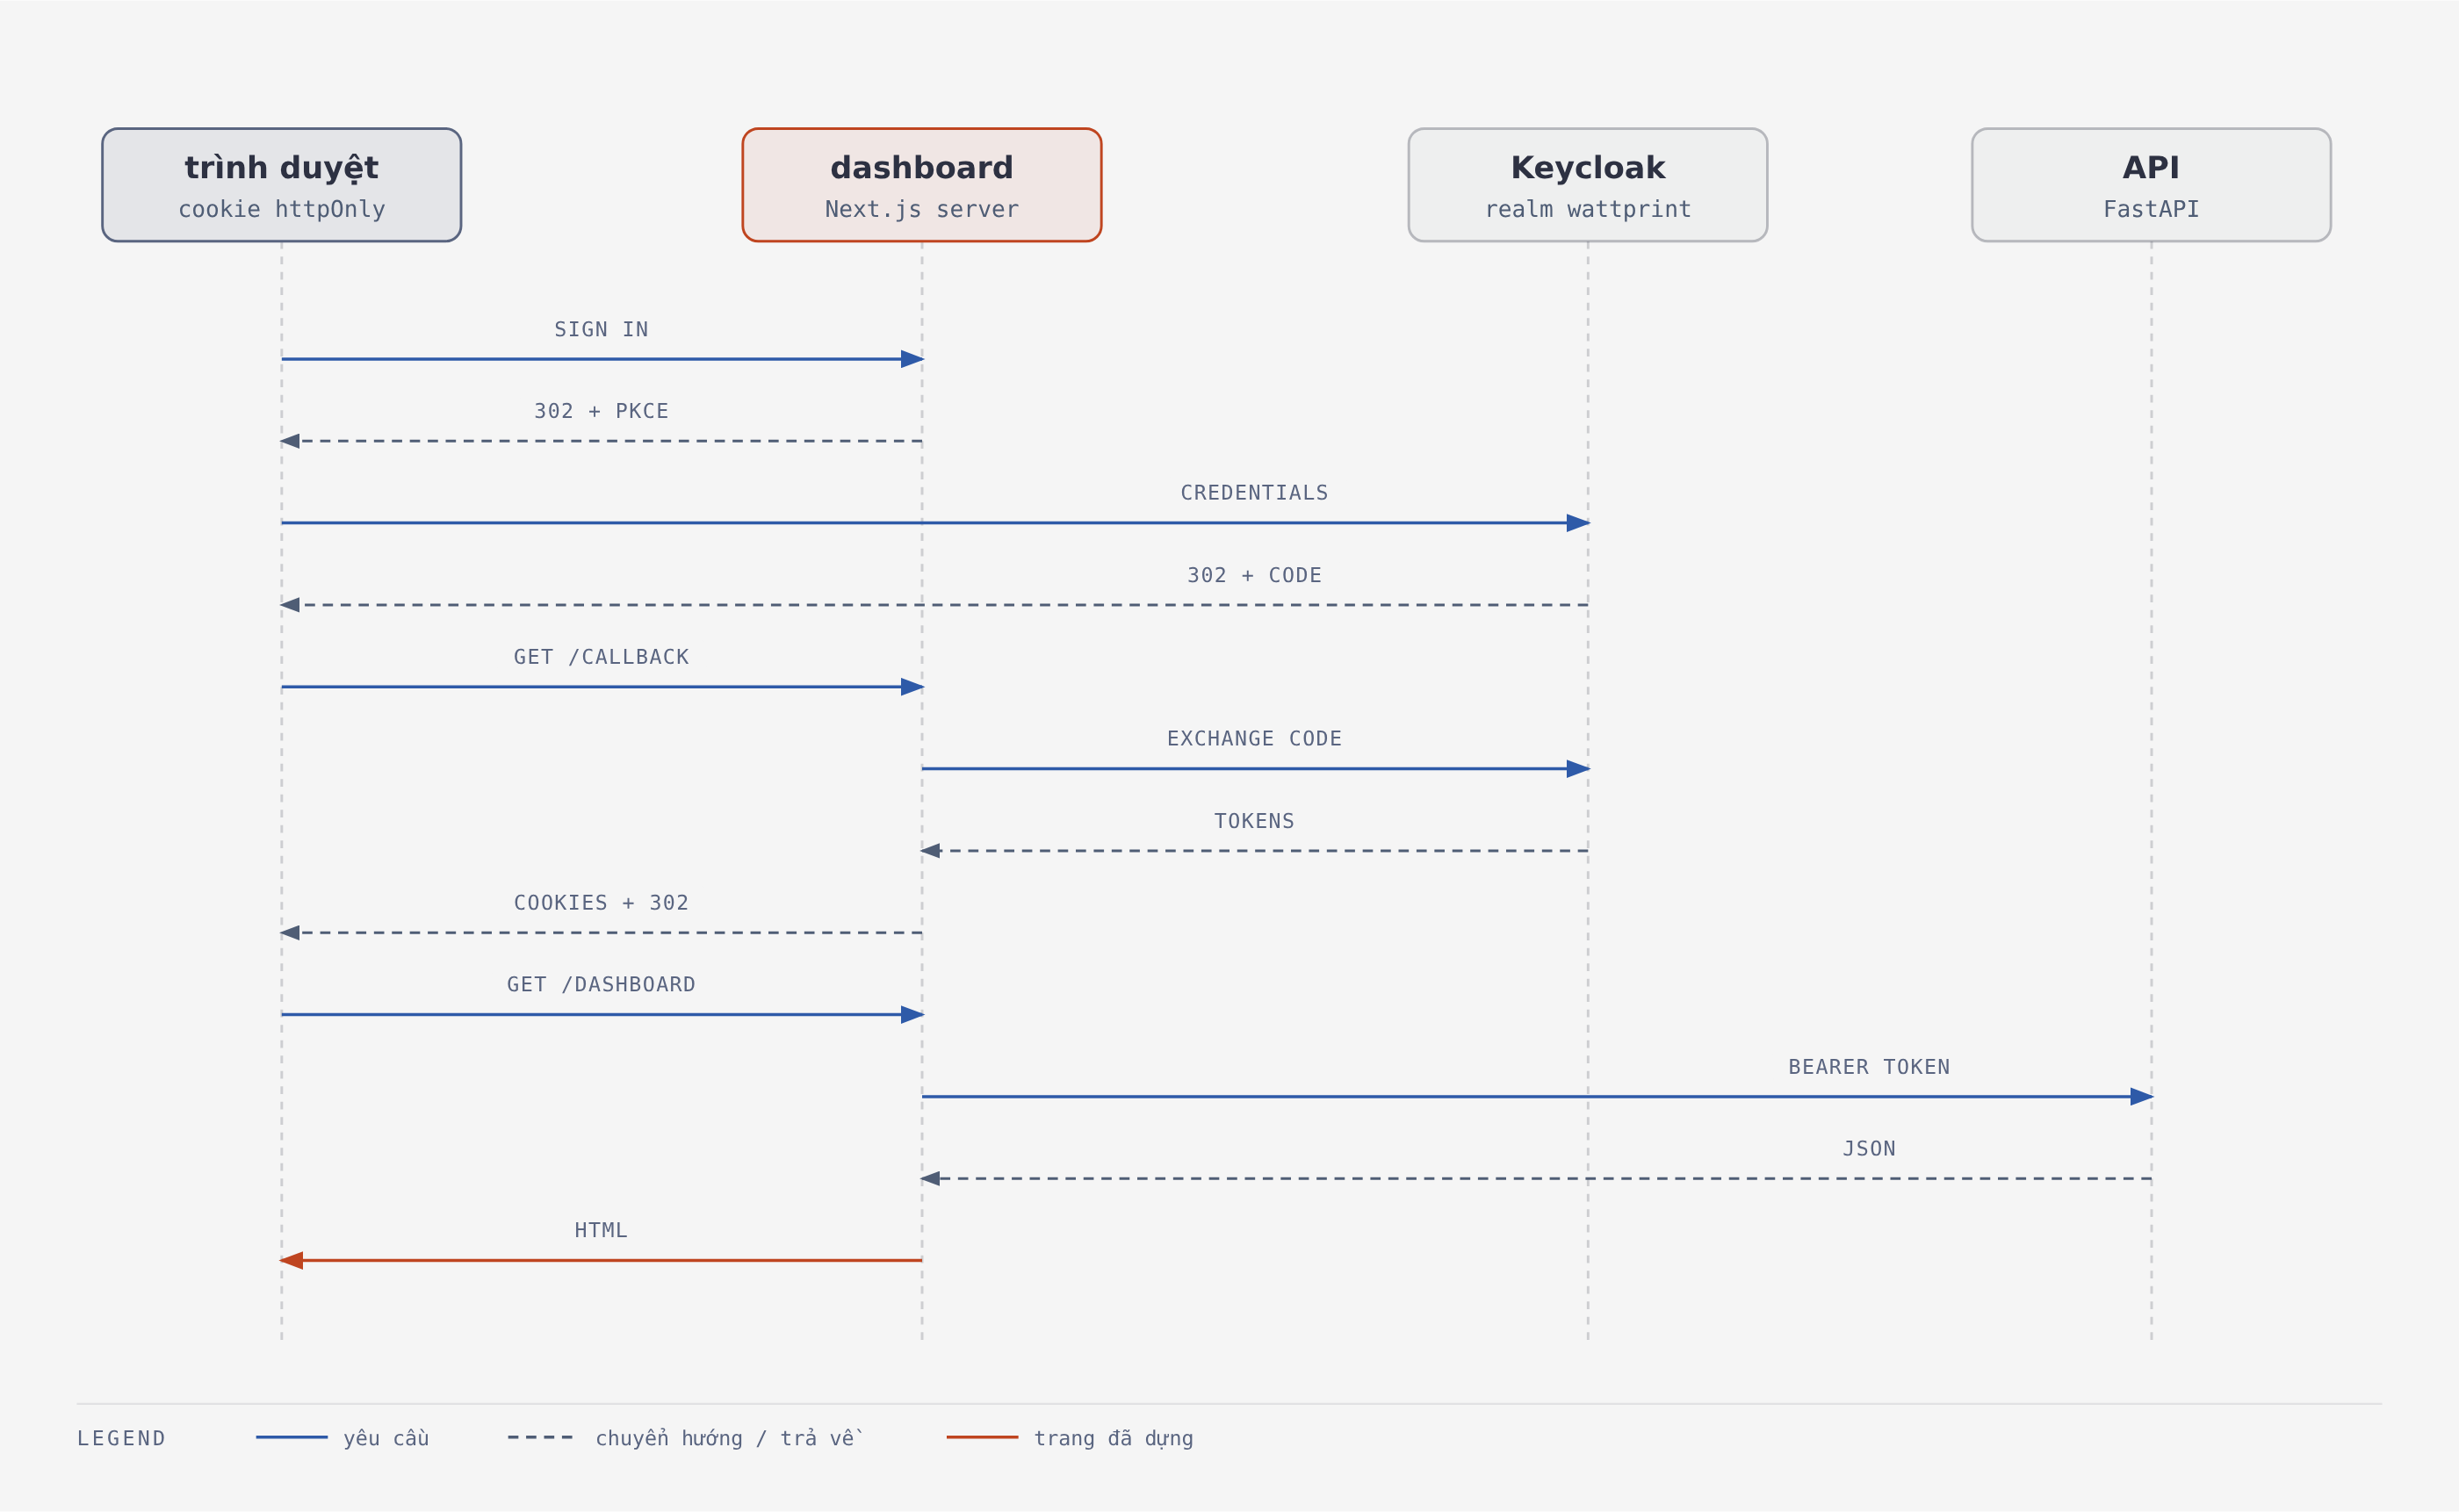 trình duyệt
cookie httpOnly
dashboard
Next.js server
Keycloak
realm wattprint
API
FastAPI
SIGN IN
302 + PKCE
CREDENTIALS
302 + CODE
GET /CALLBACK
EXCHANGE CODE
TOKENS
COOKIES + 302
GET /DASHBOARD
BEARER TOKEN
JSON
HTML
LEGEND
yêu cầu
chuyển hướng / trả về
trang đã dựng